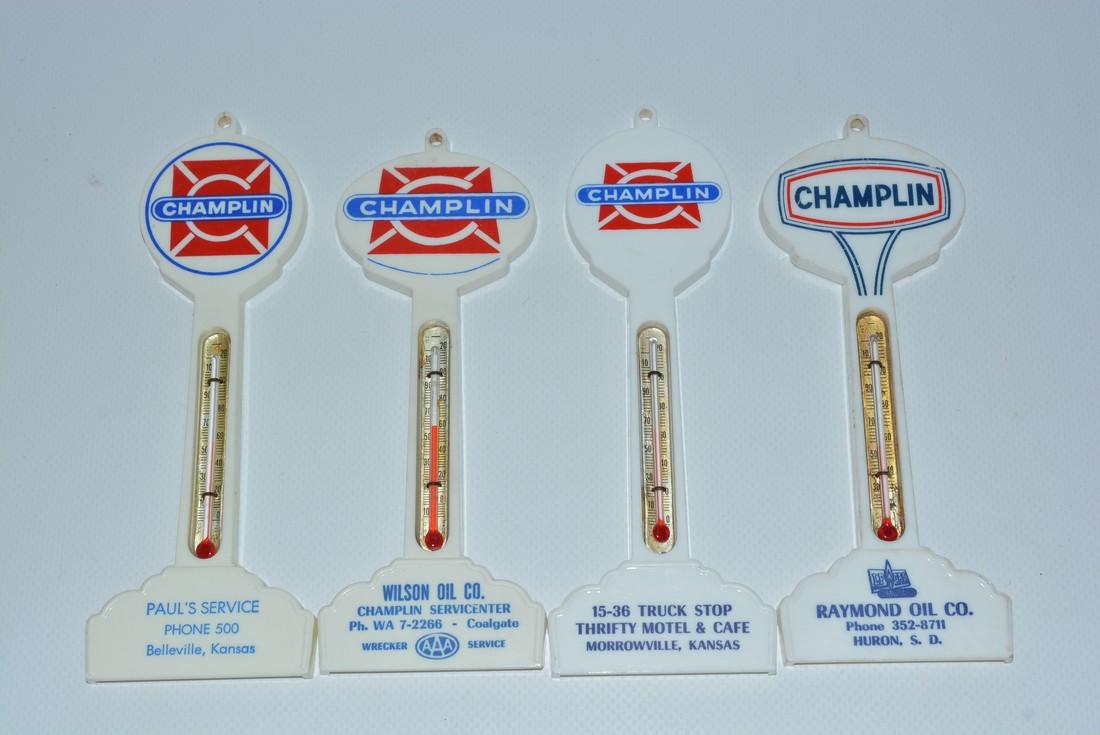 CHAMPLIN
PAUL'S SERVICE
PHONE 500
Belleville, Kansas
CHAMPLIN
WILSON OIL CO.
CHAMPLIN SERVICENTER
Ph. WA 7-2266 - Coalgate
WRECKER AAA SERVICE
CHAMPLIN
15-36 TRUCK STOP
THRIFTY MOTEL & CAFE
MORROWVILLE, KANSAS
CHAMPLIN
RAYMOND OIL CO.
Phone 352-8711
HURON, S. D.